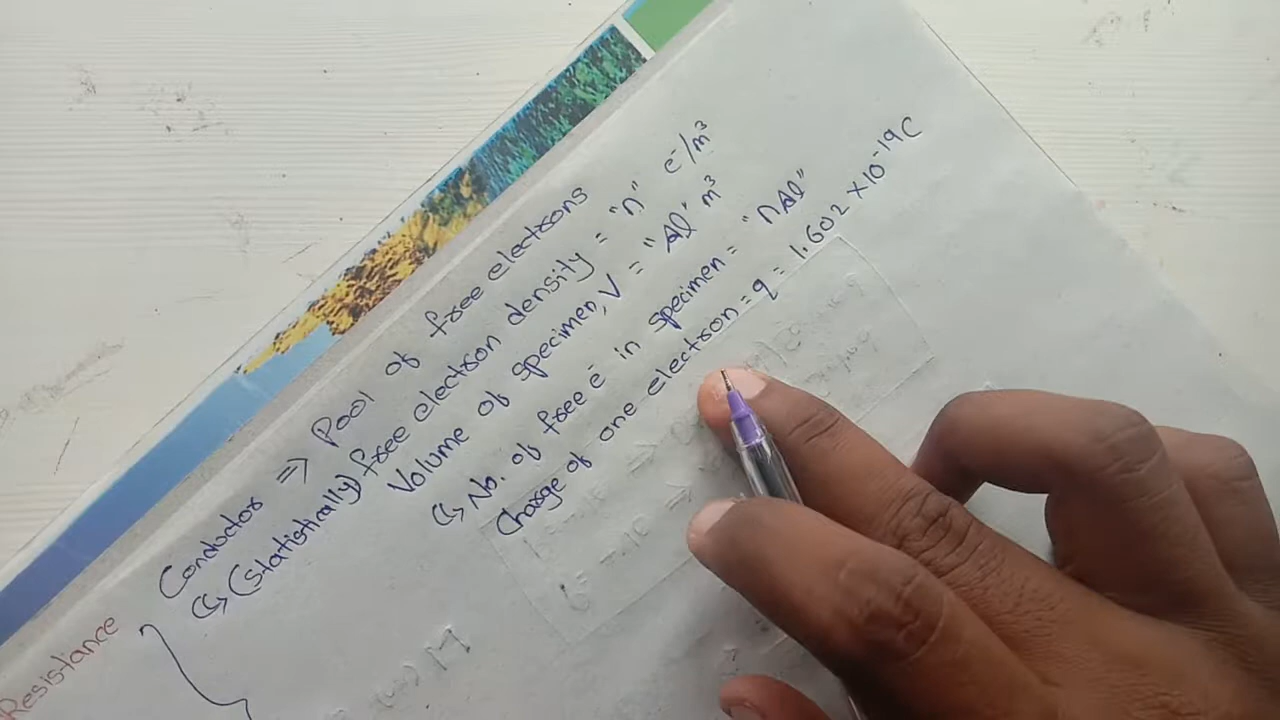 Resistance
Conductor => Pool of free electrons
↳ (Statistically) free electron density = "n" e⁻/m³
Volume of specimen, V = "Al" m³
↳ No. of free e⁻ in specimen = "nAl"
Charge of one electron = q = 1.602 × 10⁻¹⁹C